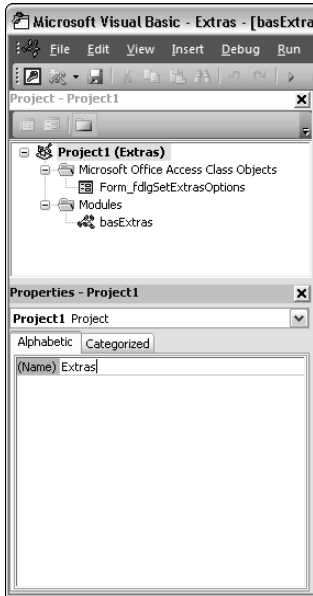 Microsoft Visual Basic - Extras - [basExtra
File Edit View Insert Debug Run
Project - Project1
Project1 (Extras)
Microsoft Office Access Class Objects
Form_fdlgSetExtrasOptions
Modules
basExtras
Properties - Project1
Project1 Project
Alphabetic Categorized
(Name) Extras